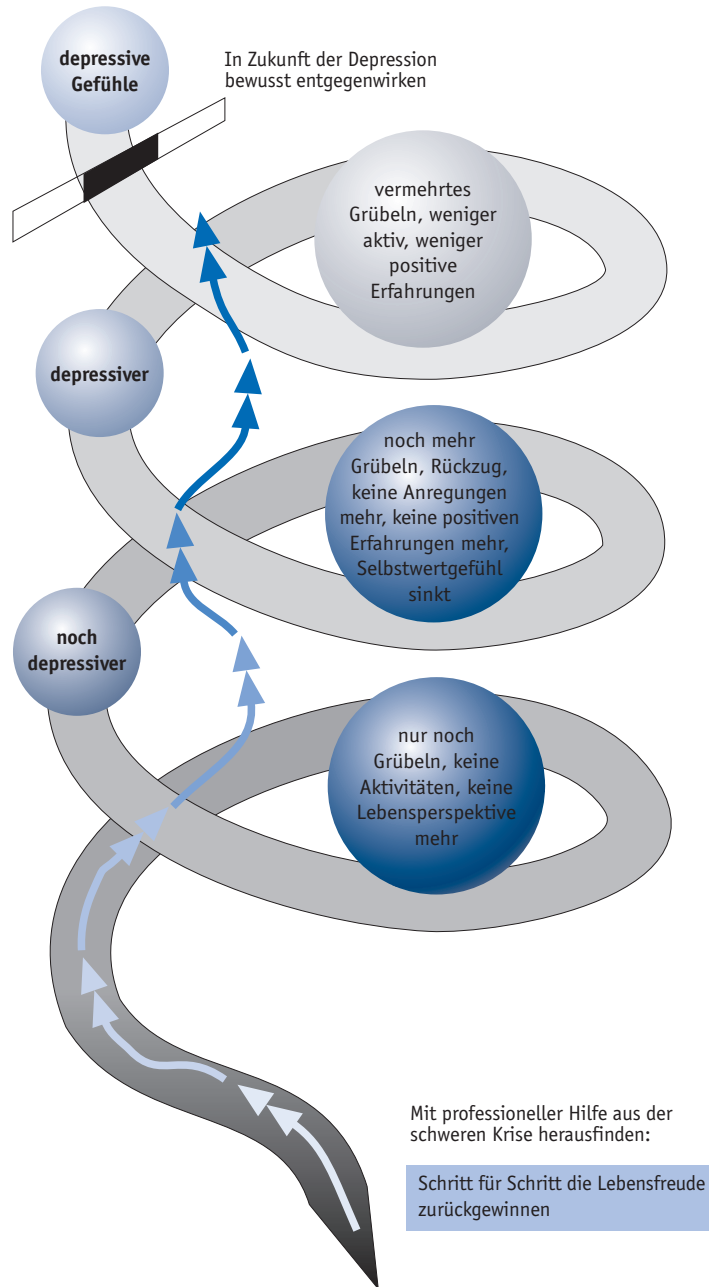 depressive
Gefühle
In Zukunft der Depression
bewusst entgegenwirken
vermehrtes
Grübeln, weniger
aktiv, weniger
positive
Erfahrungen
depressiver
noch mehr
Grübeln, Rückzug,
keine Anregungen
mehr, keine positiven
Erfahrungen mehr,
Selbstwertgefühl
sinkt
noch
depressiver
nur noch
Grübeln, keine
Aktivitäten, keine
Lebensperspektive
mehr
Mit professioneller Hilfe aus der
schweren Krise herausfinden:
Schritt für Schritt die Lebensfreude
zurückgewinnen